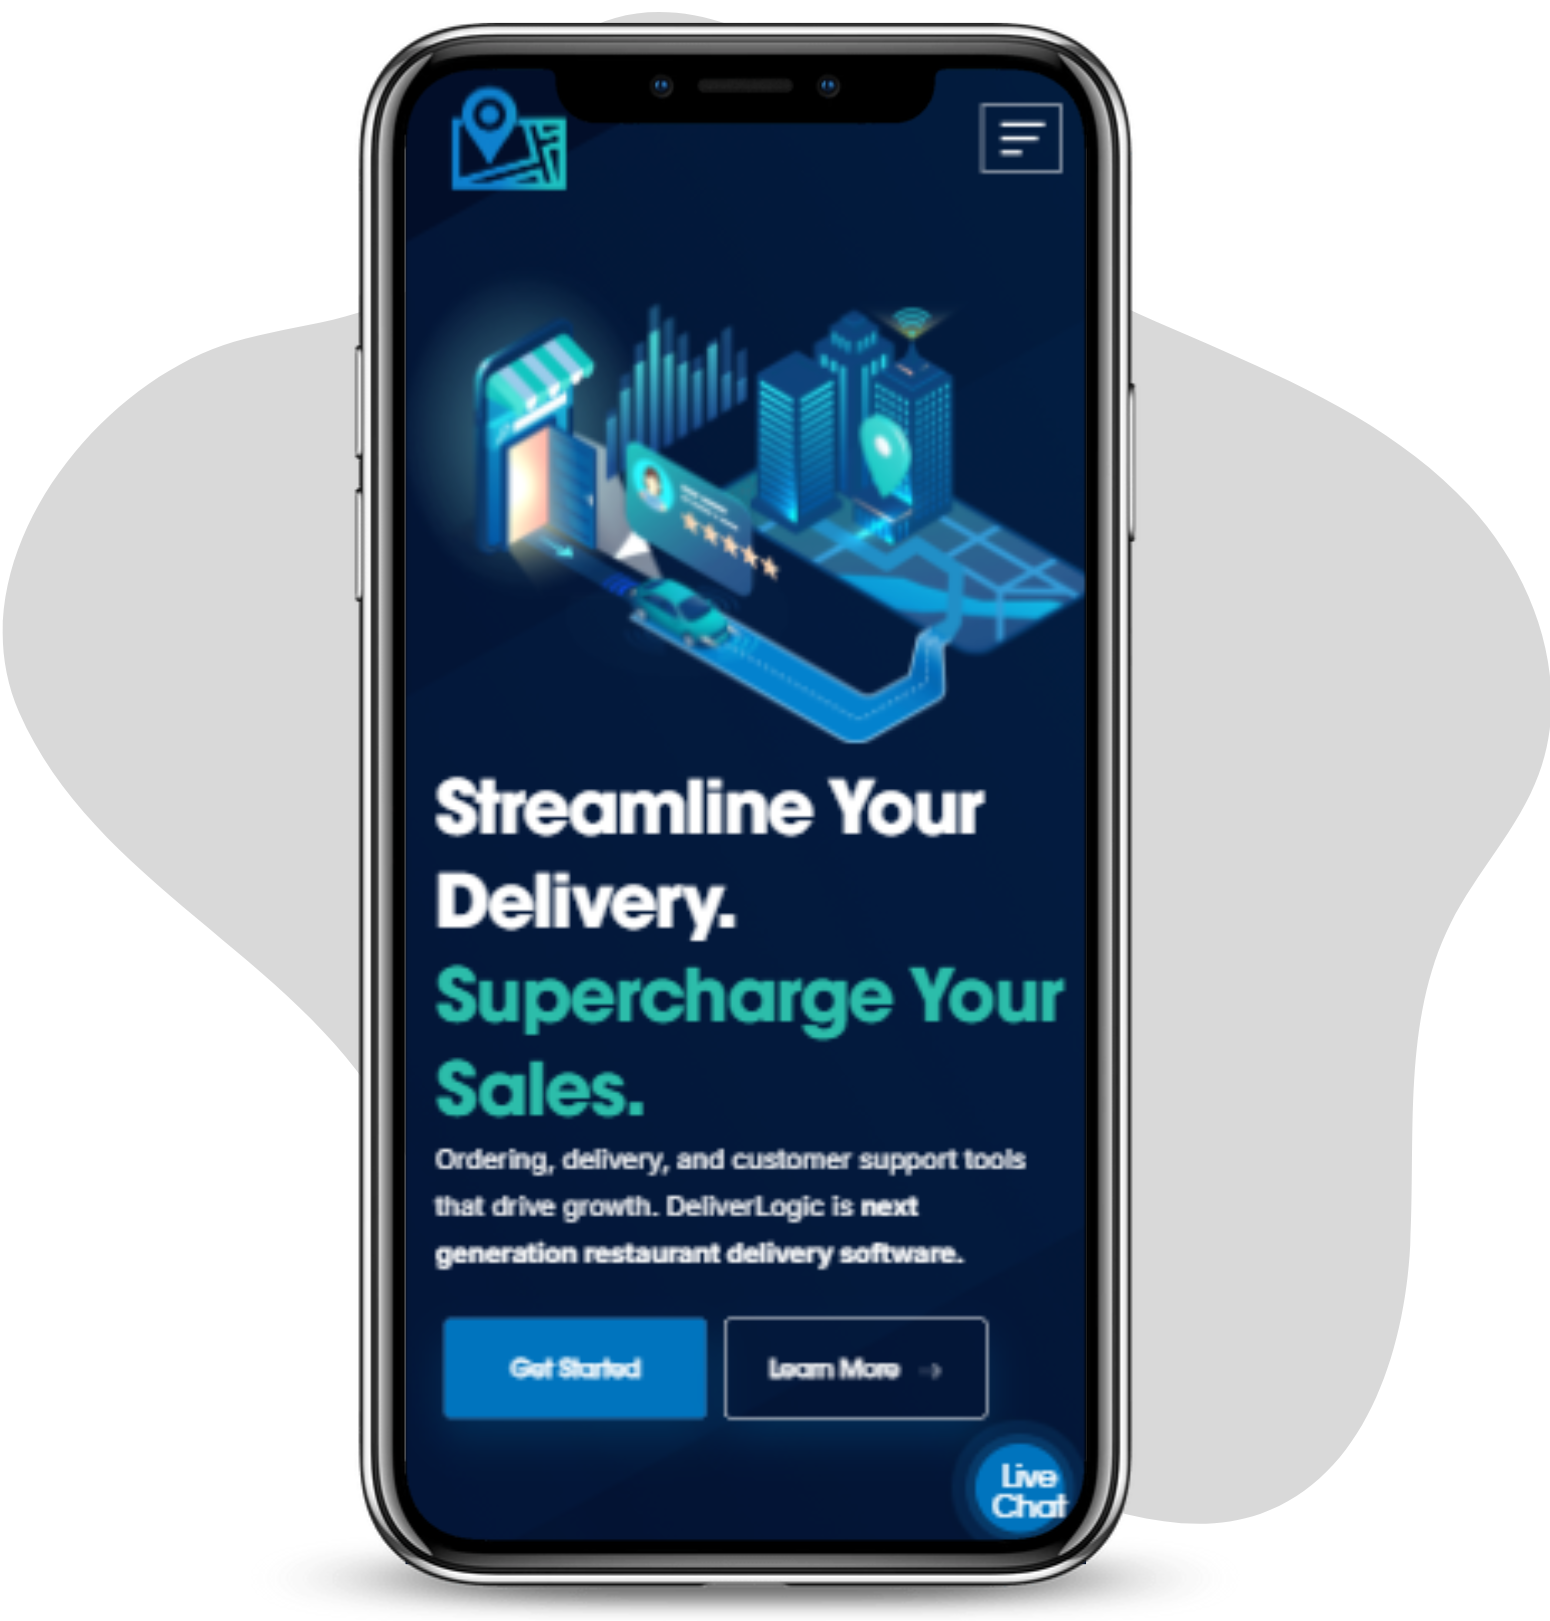 Streamline Your
Delivery.
Supercharge Your
Sales.
Ordering, delivery, and customer support tools
that drive growth. DeliverLogic is next
generation restaurant delivery software.
Get Started
Learn More →
Live
Chat